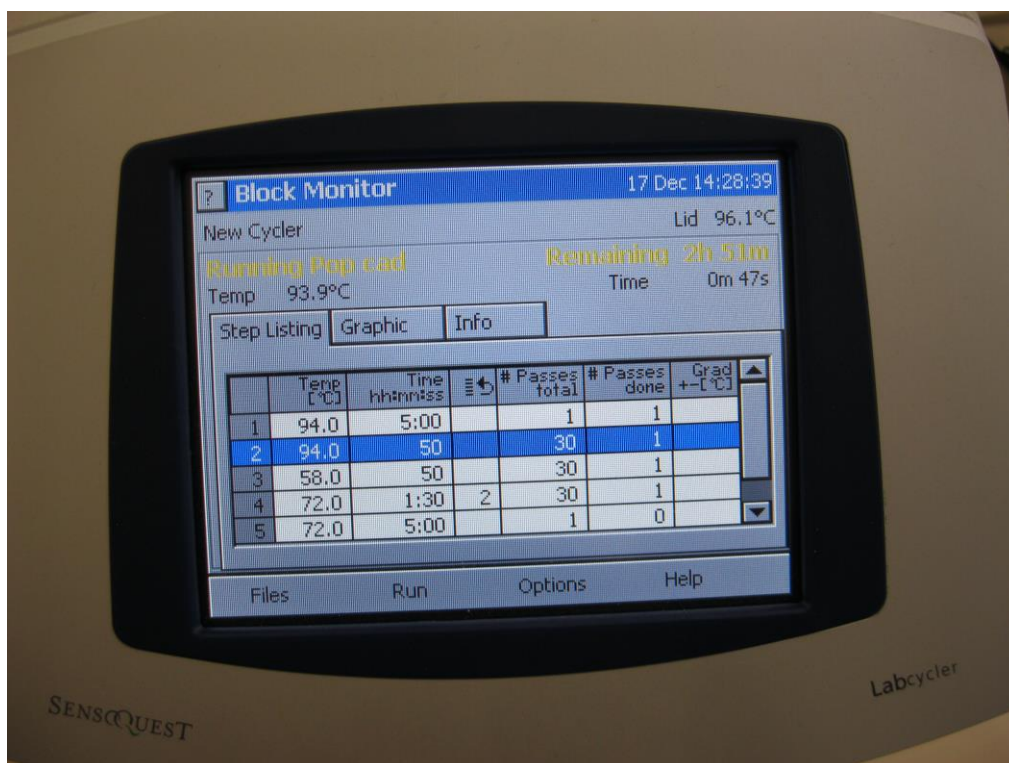 ? Block Monitor 17 Dec 14:28:39
New Cycler Lid 96.1°C
Running Pop cad Remaining 2h 51m
Temp 93.9°C Time 0m 47s
Step Listing Graphic Info
Temp [°C] Time hh:mm:ss # Passes total # Passes done Grad +-[°C]
1 94.0 5:00 1 1
2 94.0 50 30 1
3 58.0 50 30 1
4 72.0 1:30 2 30 1
5 72.0 5:00 1 0
Files Run Options Help
SENSOQUEST Labcycler